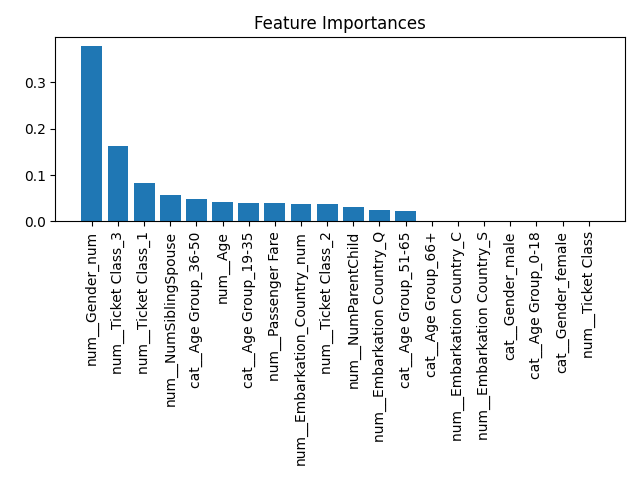 Feature Importances
0.3
0.2
0.1
0.0
num__Gender_num
num__Ticket Class_3
num__Ticket Class_1
num__NumSiblingSpouse
cat__Age Group_36-50
num__Age
cat__Age Group_19-35
num__Passenger Fare
num__Embarkation_Country_num
num__Ticket Class_2
num__NumParentChild
num__Embarkation Country_Q
cat__Age Group_51-65
cat__Age Group_66+
num__Embarkation Country_C
num__Embarkation Country_S
cat__Gender_male
cat__Age Group_0-18
cat__Gender_female
num__Ticket Class